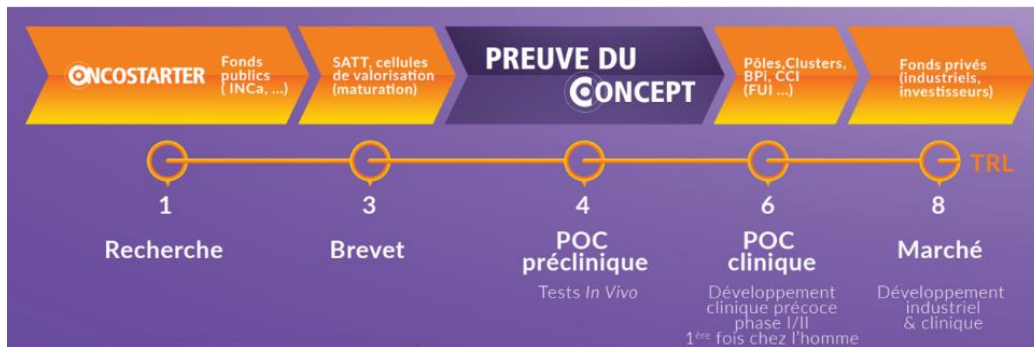 ONCOSTARTER
Fonds
publics
( INCa, ...)
SATT, cellules
de valorisation
(maturation)
PREUVE DU
CONCEPT
Pôles,Clusters,
BPi, CCI
(FUI ...)
Fonds privés
(industriels,
investisseurs)
TRL
1
Recherche
3
Brevet
4
POC
préclinique
Tests In Vivo
6
POC
clinique
Développement
clinique précoce
phase I/II
1ère fois chez l'homme
8
Marché
Développement
industriel
& clinique